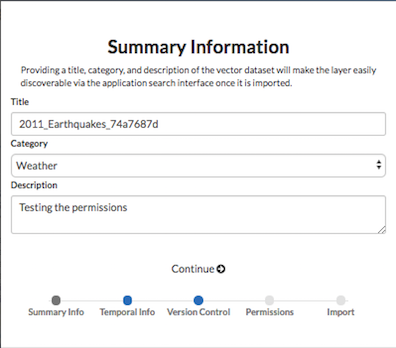 Summary Information
Providing a title, category, and description of the vector dataset will make the layer easily
discoverable via the application search interface once it is imported.
Title
2011_Earthquakes_74a7687d
Category
Weather
Description
Testing the permissions
Continue
Summary Info Temporal Info Version Control Permissions Import